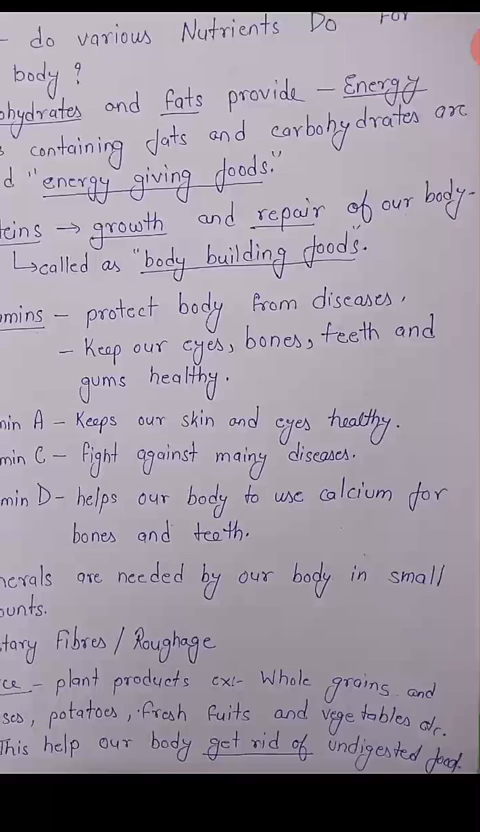 - do various Nutrients Do For
body ?
ohydrates and fats provide – Energy
s containing fats and carbohydrates are
d "energy giving foods."
teins → growth and repair of our body-
↳called as "body building foods".
mins – protect body from diseases.
– Keep our eyes, bones, teeth and
gums healthy.
min A – Keeps our skin and eyes healthy.
min C – fight against mainy diseases.
min D – helps our body to use calcium for
bones and teeth.
nerals are needed by our body in small
ounts.
tary Fibres / Roughage
ce – plant products ex:- Whole grains and
ses, potatoes, fresh fuits and vegetables etc.
This help our body get rid of undigested food.